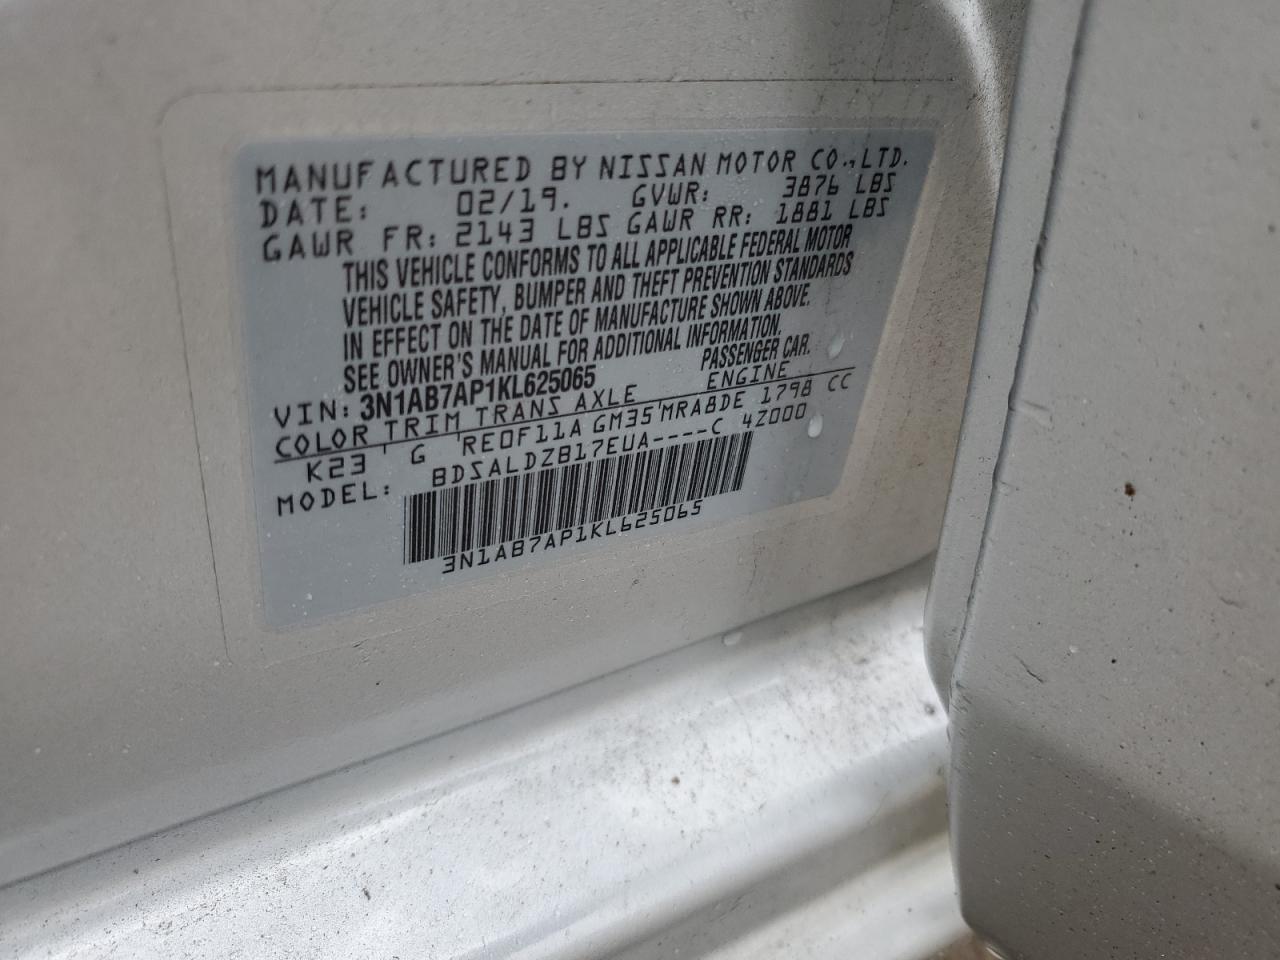 MANUFACTURED BY NISSAN MOTOR CO.,LTD.
DATE: 02/19. GVWR: 3876 LBS
GAWR FR: 2143 LBS GAWR RR: 1881 LBS
THIS VEHICLE CONFORMS TO ALL APPLICABLE FEDERAL MOTOR
VEHICLE SAFETY, BUMPER AND THEFT PREVENTION STANDARDS
IN EFFECT ON THE DATE OF MANUFACTURE SHOWN ABOVE.
SEE OWNER'S MANUAL FOR ADDITIONAL INFORMATION.
VIN: 3N1AB7AP1KL625065 PASSENGER CAR.
COLOR TRIM TRANS AXLE ENGINE
K23 ' G 'RE0F11A GM35'MRA8DE 1798 CC
MODEL: BDSALDZB17EUA----C 4Z000
3N1AB7AP1KL625065